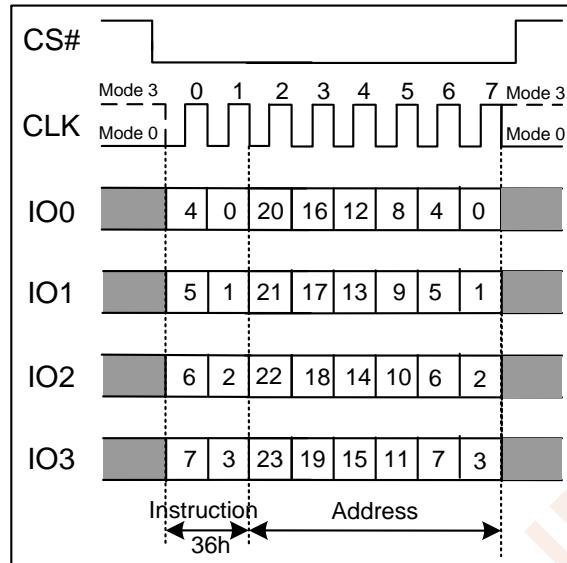 CS#
Mode 3 0 1 2 3 4 5 6 7 Mode 3
CLK
Mode 0 Mode 0
IO0 4 0 20 16 12 8 4 0
IO1 5 1 21 17 13 9 5 1
IO2 6 2 22 18 14 10 6 2
IO3 7 3 23 19 15 11 7 3
Instruction Address
36h